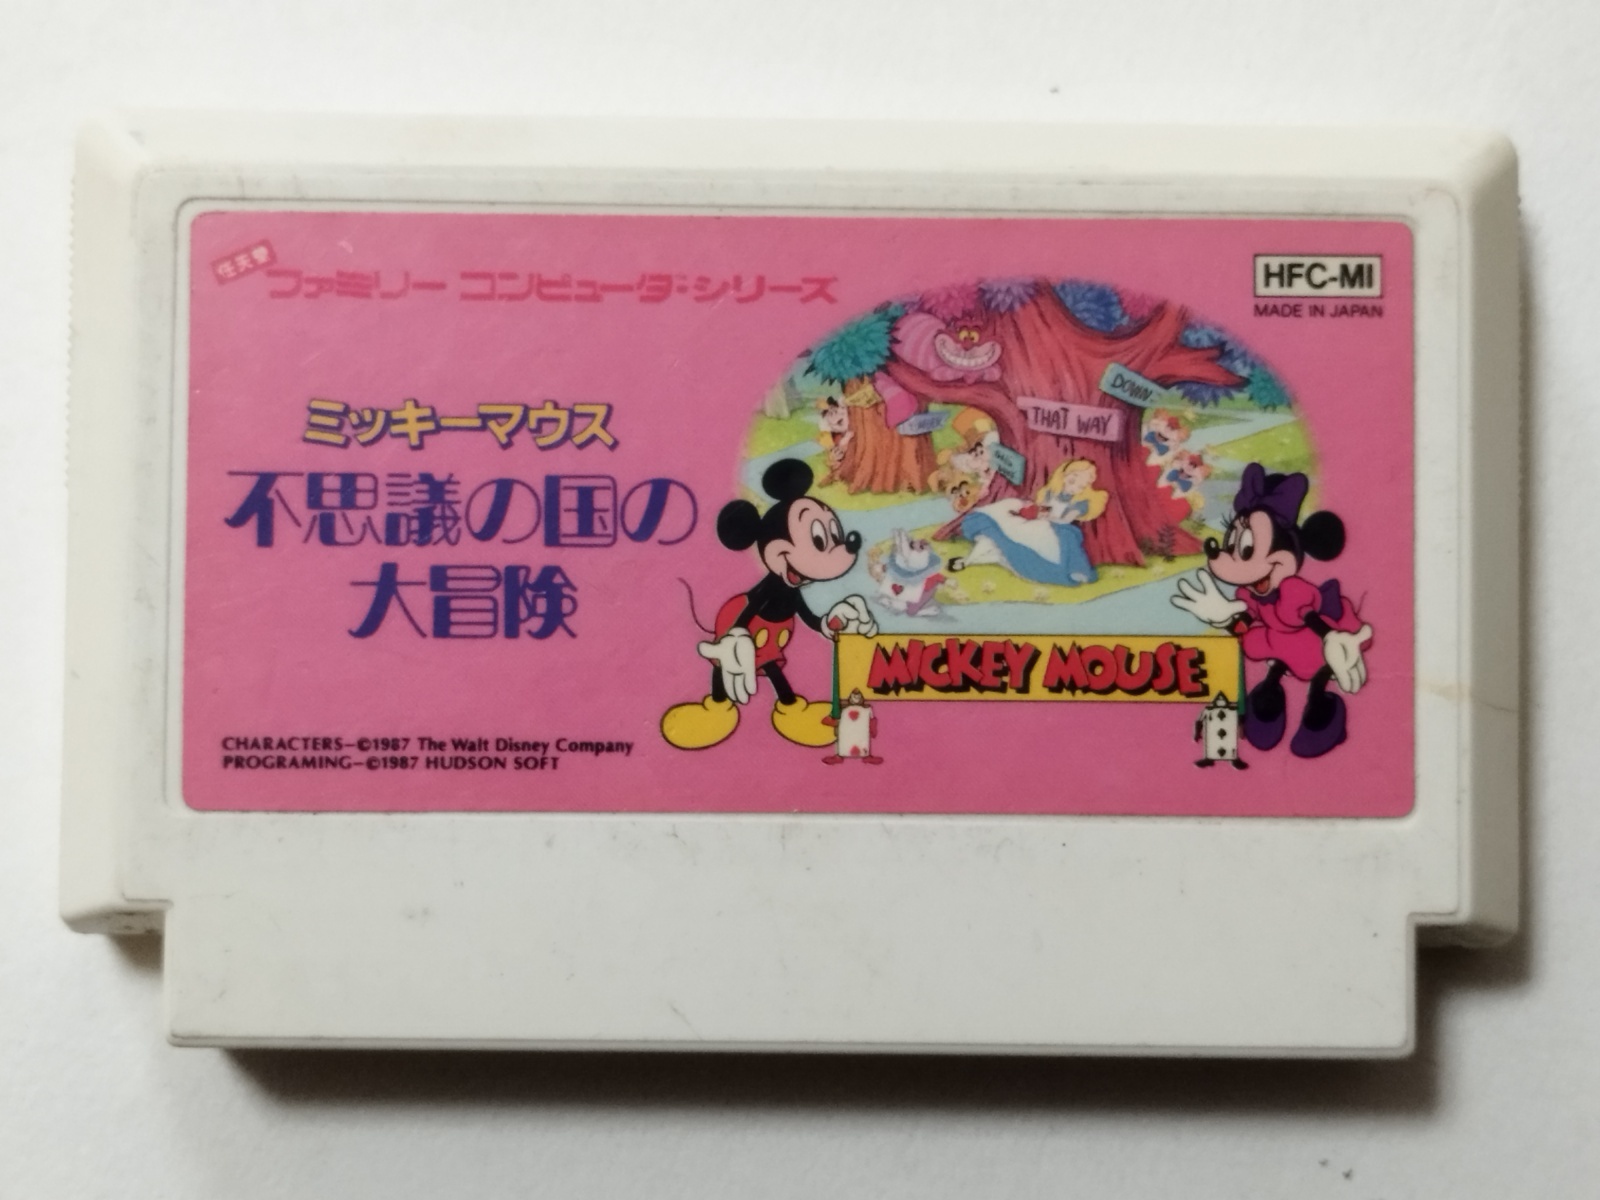 任天堂
ファミリー コンピュータ・シリーズ
HFC-MI
MADE IN JAPAN
ミッキーマウス
不思議の国の
大冒険
DOWN
THAT WAY
MICKEY MOUSE
CHARACTERS–©1987 The Walt Disney Company
PROGRAMING–©1987 HUDSON SOFT